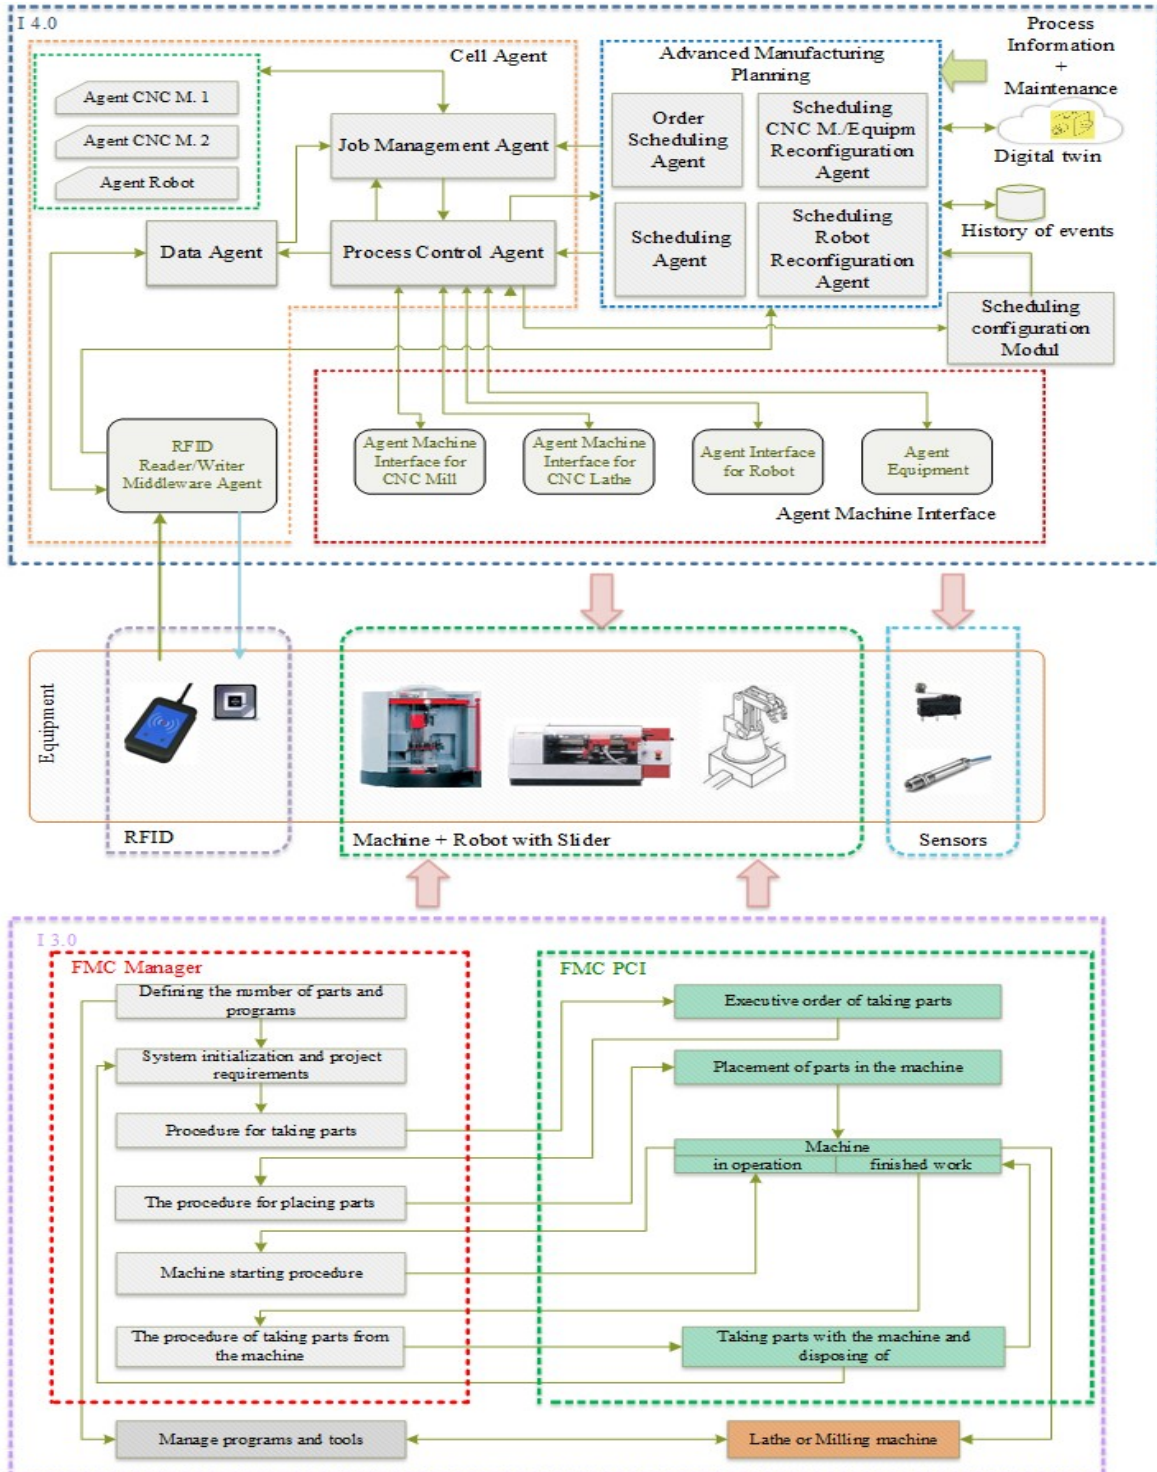 I 4.0
Cell Agent
Agent CNC M. 1
Agent CNC M. 2
Agent Robot
Job Management Agent
Data Agent
Process Control Agent
Advanced Manufacturing
Planning
Order
Scheduling
Agent
Scheduling
CNC M./Equipm
Reconfiguration
Agent
Scheduling
Agent
Scheduling
Robot
Reconfiguration
Agent
Process
Information
+
Maintenance
Digital twin
History of events
Scheduling
configuration
Modul
RFID
Reader/Writer
Middleware Agent
Agent Machine
Interface for
CNC Mill
Agent Machine
Interface for
CNC Lathe
Agent Interface
for Robot
Agent
Equipment
Agent Machine Interface
Equipment
RFID
Machine + Robot with Slider
Sensors
I 3.0
FMC Manager
Defining the number of parts and
programs
System initialization and project
requirements
Procedure for taking parts
The procedure for placing parts
Machine starting procedure
The procedure of taking parts from
the machine
Manage programs and tools
FMC PCI
Executive order of taking parts
Placement of parts in the machine
Machine
in operation
finished work
Taking parts with the machine and
disposing of
Lathe or Milling machine